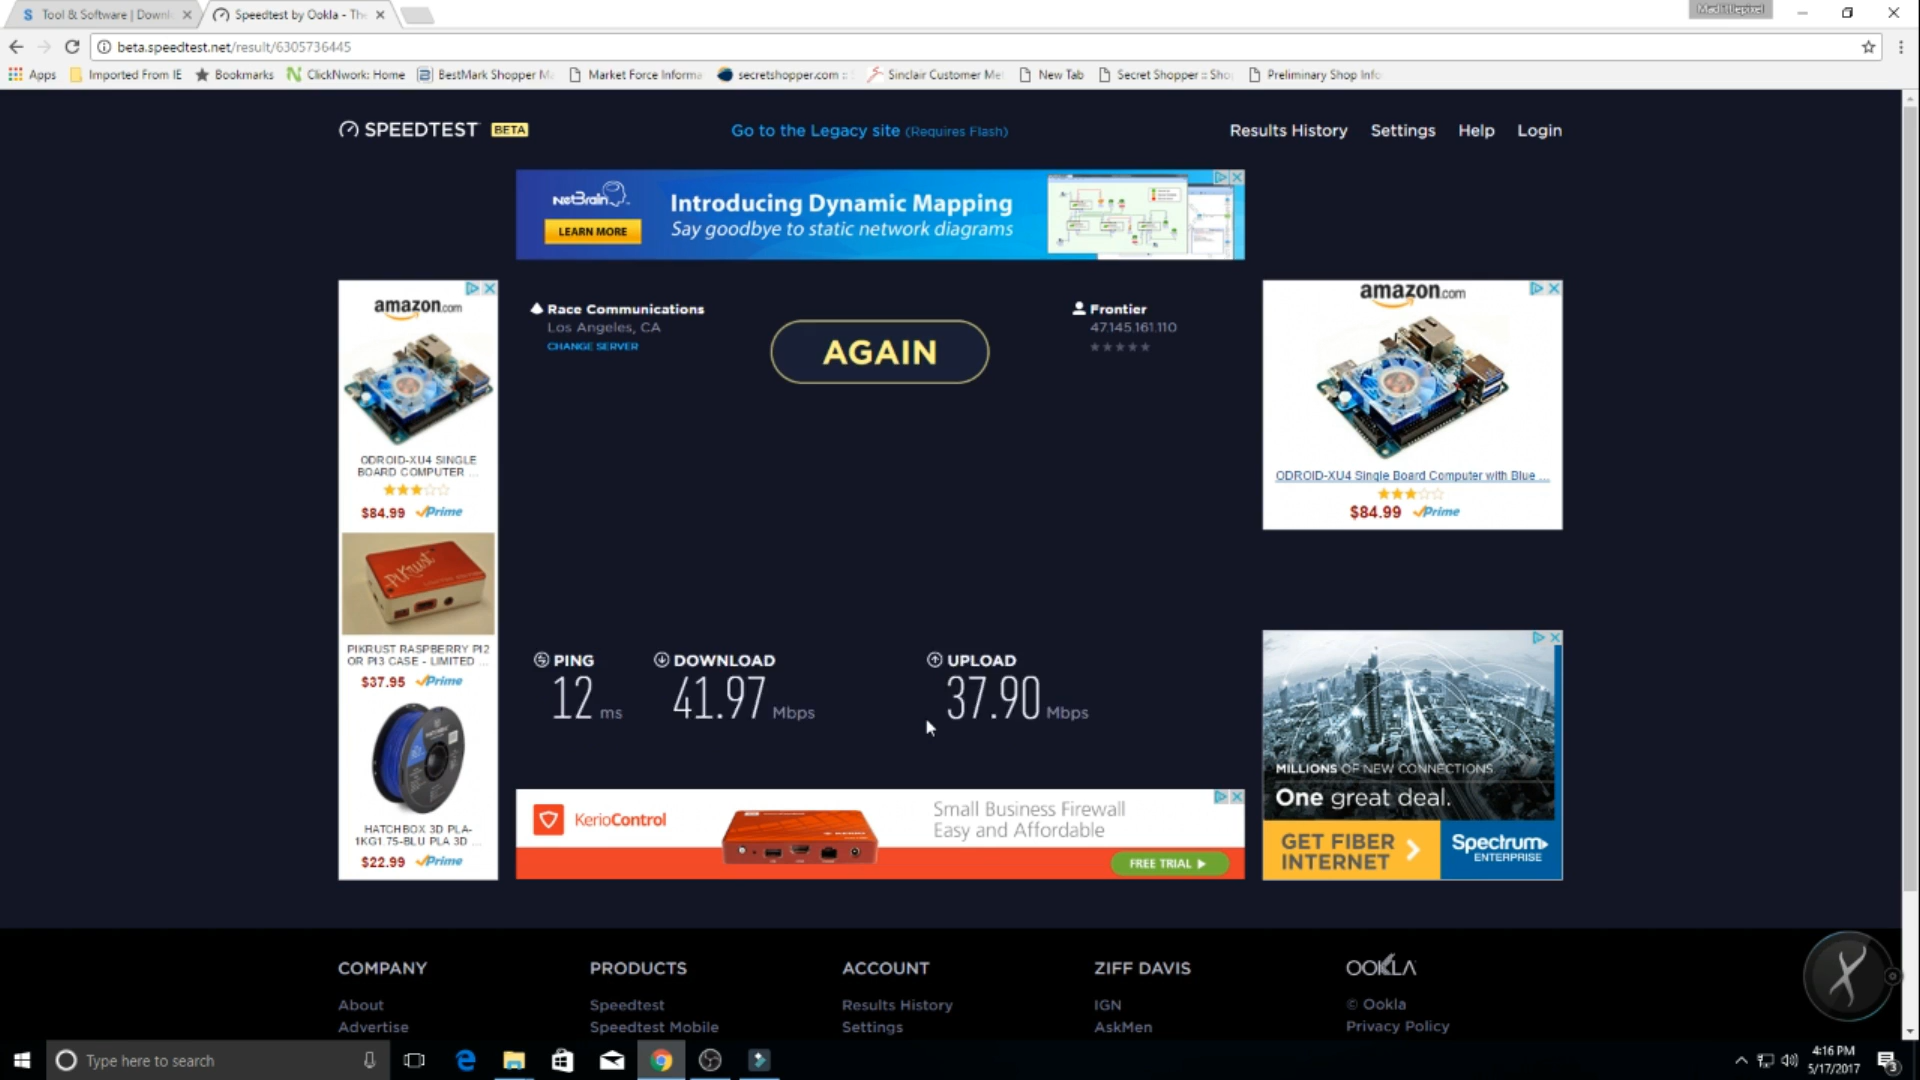 Tool & Software | Downl
Speedtest by Ookla - The
beta.speedtest.net/result/6305736445
Apps
Imported From IE
Bookmarks
ClickNwork: Home
BestMark Shopper M
Market Force Informa
secretshopper.com ::
Sinclair Customer Me
New Tab
Secret Shopper :: Sho
Preliminary Shop Info
SPEEDTEST BETA
Go to the Legacy site (Requires Flash)
Results History
Settings
Help
Login
NetBrain
LEARN MORE
Introducing Dynamic Mapping
Say goodbye to static network diagrams
amazon.com
ODROID-XU4 SINGLE
BOARD COMPUTER ...
$84.99 Prime
PiKrust
PIKRUST RASPBERRY PI2
OR PI3 CASE - LIMITED ...
$37.95 Prime
HATCHBOX 3D PLA-
1KG1 75-BLU PLA 3D ...
$22.99 Prime
Race Communications
Los Angeles, CA
CHANGE SERVER
AGAIN
Frontier
47.145.161.110
PING
12 ms
DOWNLOAD
41.97 Mbps
UPLOAD
37.90 Mbps
KerioControl
Small Business Firewall
Easy and Affordable
FREE TRIAL
amazon.com
ODROID-XU4 Single Board Computer with Blue ...
$84.99 Prime
MILLIONS OF NEW CONNECTIONS.
One great deal.
GET FIBER
INTERNET
Spectrum
ENTERPRISE
COMPANY
About
Advertise
PRODUCTS
Speedtest
Speedtest Mobile
ACCOUNT
Results History
Settings
ZIFF DAVIS
IGN
AskMen
OOKLA
© Ookla
Privacy Policy
Type here to search
4:16 PM
5/17/2017
3